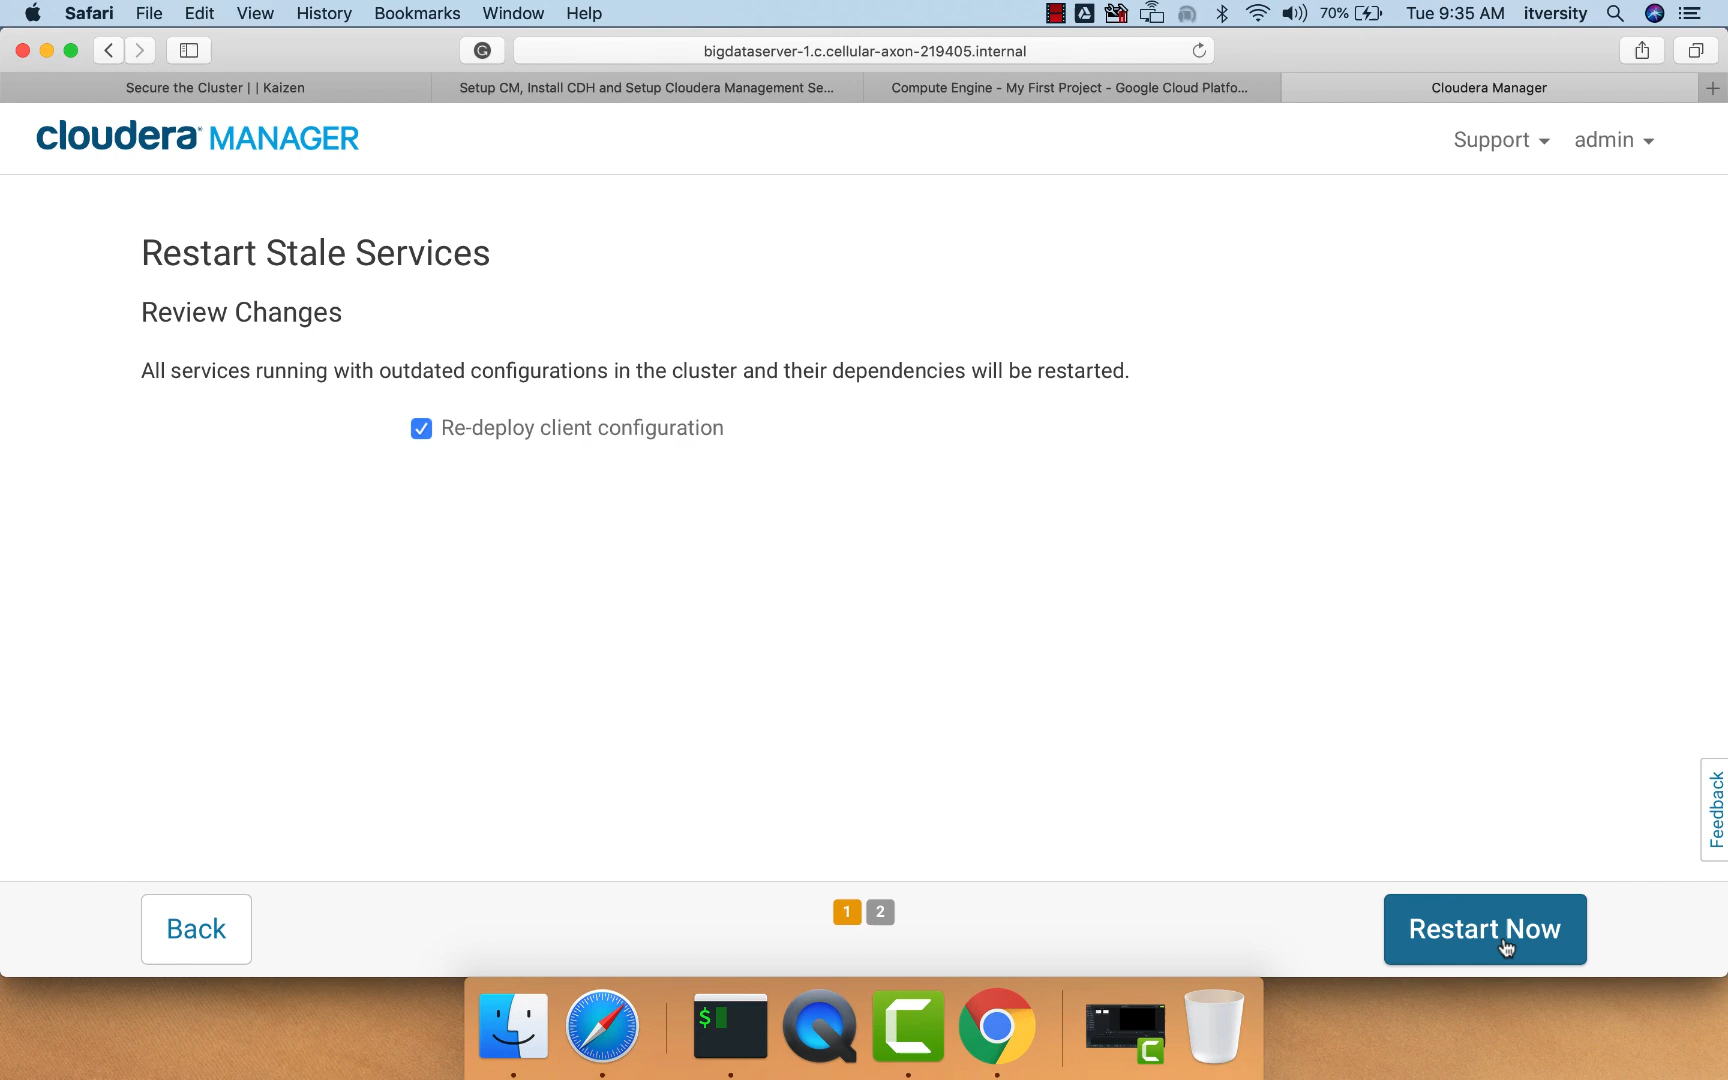 Safari File Edit View History Bookmarks Window Help 70% Tue 9:35 AM itversity
bigdataserver-1.c.cellular-axon-219405.internal
Secure the Cluster | | Kaizen
Setup CM, Install CDH and Setup Cloudera Management Se...
Compute Engine - My First Project - Google Cloud Platfo...
Cloudera Manager
cloudera MANAGER
Support admin
Restart Stale Services
Review Changes
All services running with outdated configurations in the cluster and their dependencies will be restarted.
Re-deploy client configuration
Feedback
Back
1 2
Restart Now
$